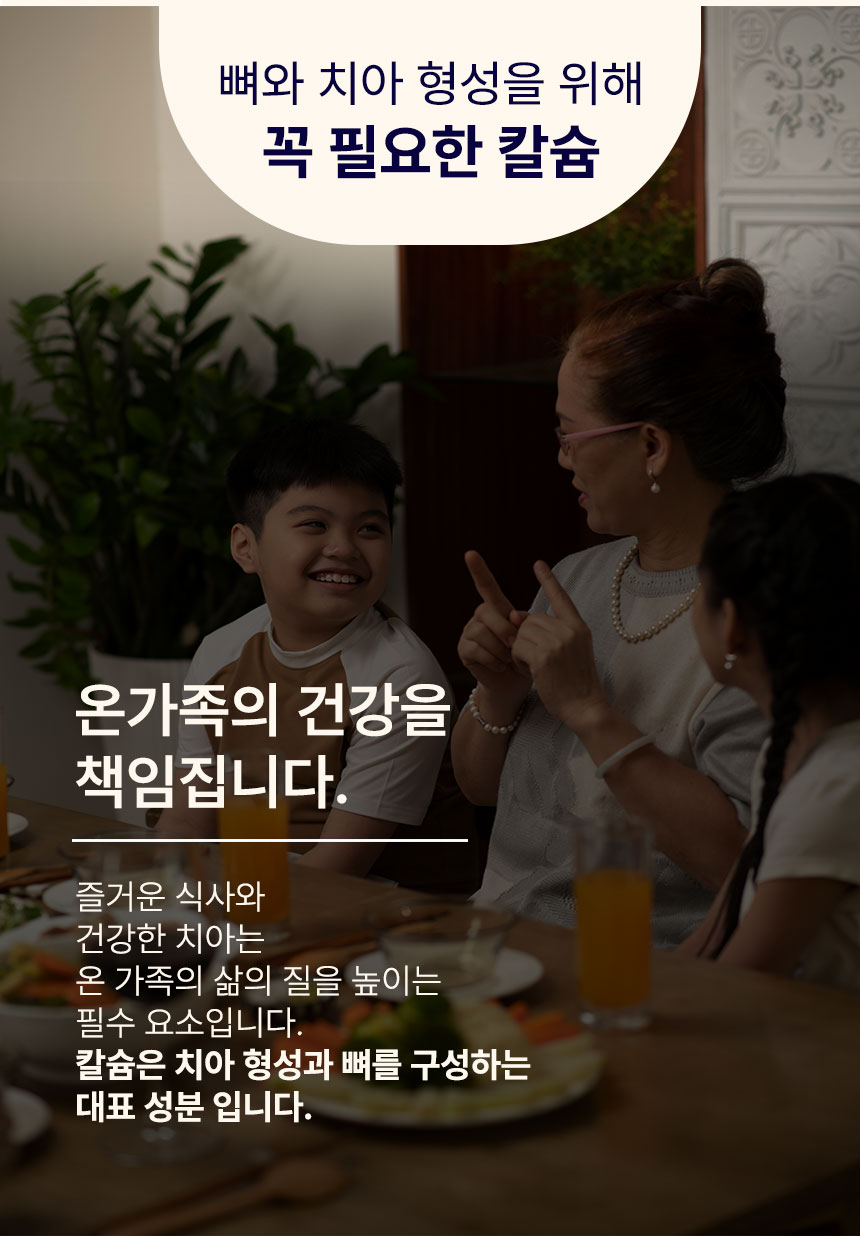 뼈와 치아 형성을 위해
꼭 필요한 칼슘
온가족의 건강을
책임집니다.
즐거운 식사와
건강한 치아는
온 가족의 삶의 질을 높이는
필수 요소입니다.
칼슘은 치아 형성과 뼈를 구성하는
대표 성분 입니다.